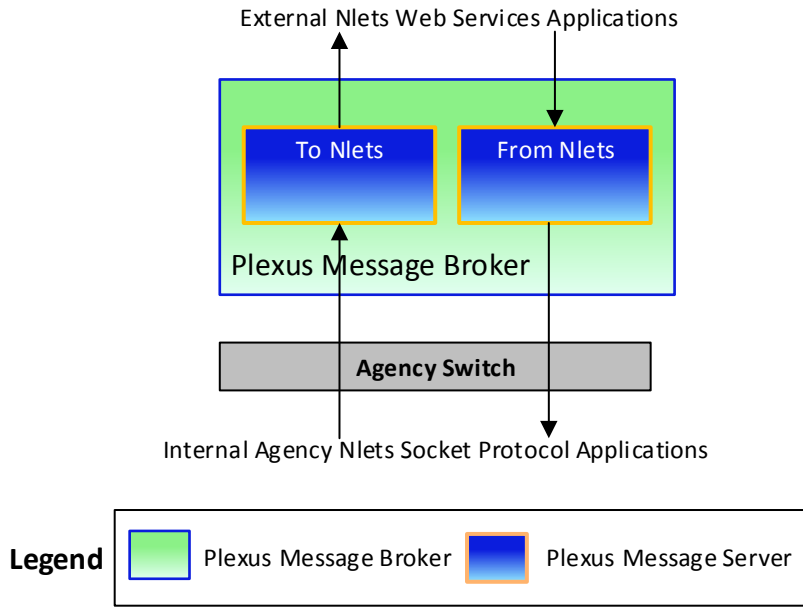 External Nlets Web Services Applications
To Nlets
From Nlets
Plexus Message Broker
Agency Switch
Internal Agency Nlets Socket Protocol Applications
Legend
Plexus Message Broker
Plexus Message Server